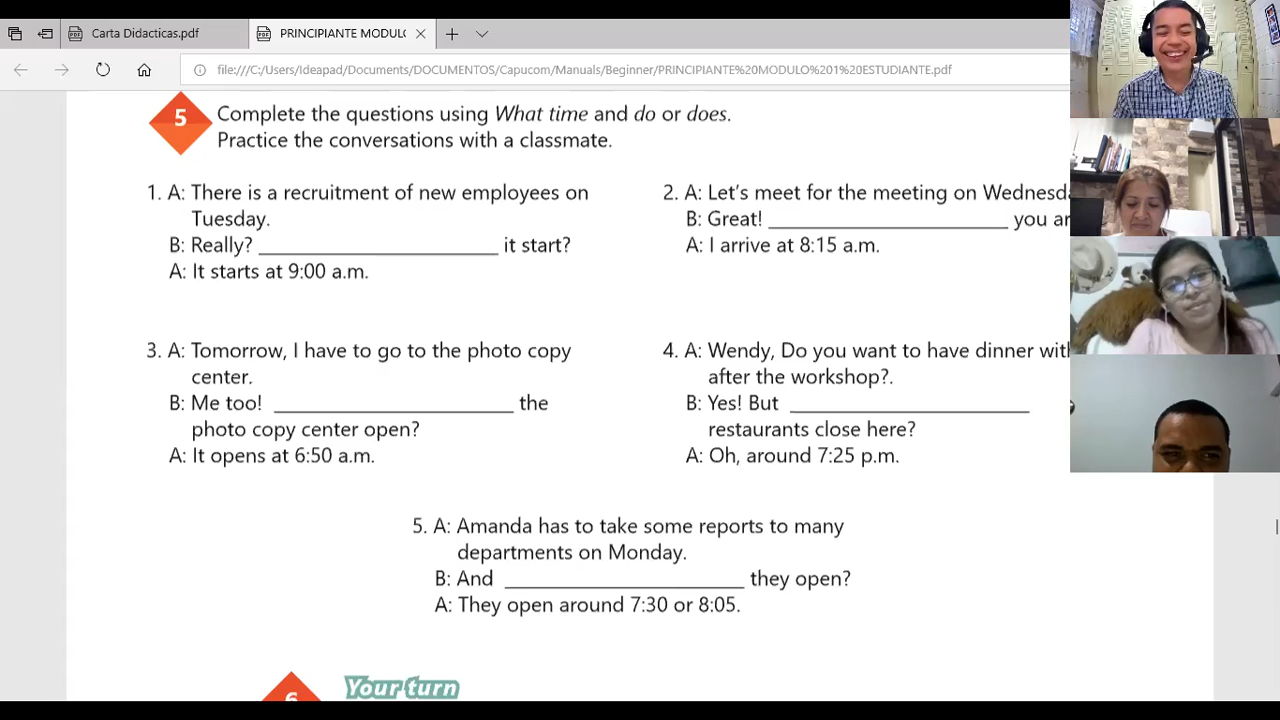 Carta Didacticas.pdf
PRINCIPIANTE MODUL
file:///C:/Users/Ideapad/Documents/DOCUMENTOS/Capucom/Manuals/Beginner/PRINCIPIANTE%20MODULO%201%20ESTUDIANTE.pdf
5 Complete the questions using What time and do or does.
Practice the conversations with a classmate.
1. A: There is a recruitment of new employees on
Tuesday.
B: Really? ______________________ it start?
A: It starts at 9:00 a.m.
2. A: Let's meet for the meeting on Wednesd
B: Great! ______________________ you ar
A: I arrive at 8:15 a.m.
3. A: Tomorrow, I have to go to the photo copy
center.
B: Me too! ______________________ the
photo copy center open?
A: It opens at 6:50 a.m.
4. A: Wendy, Do you want to have dinner wit
after the workshop?.
B: Yes! But ______________________
restaurants close here?
A: Oh, around 7:25 p.m.
5. A: Amanda has to take some reports to many
departments on Monday.
B: And ______________________ they open?
A: They open around 7:30 or 8:05.
6 Your turn